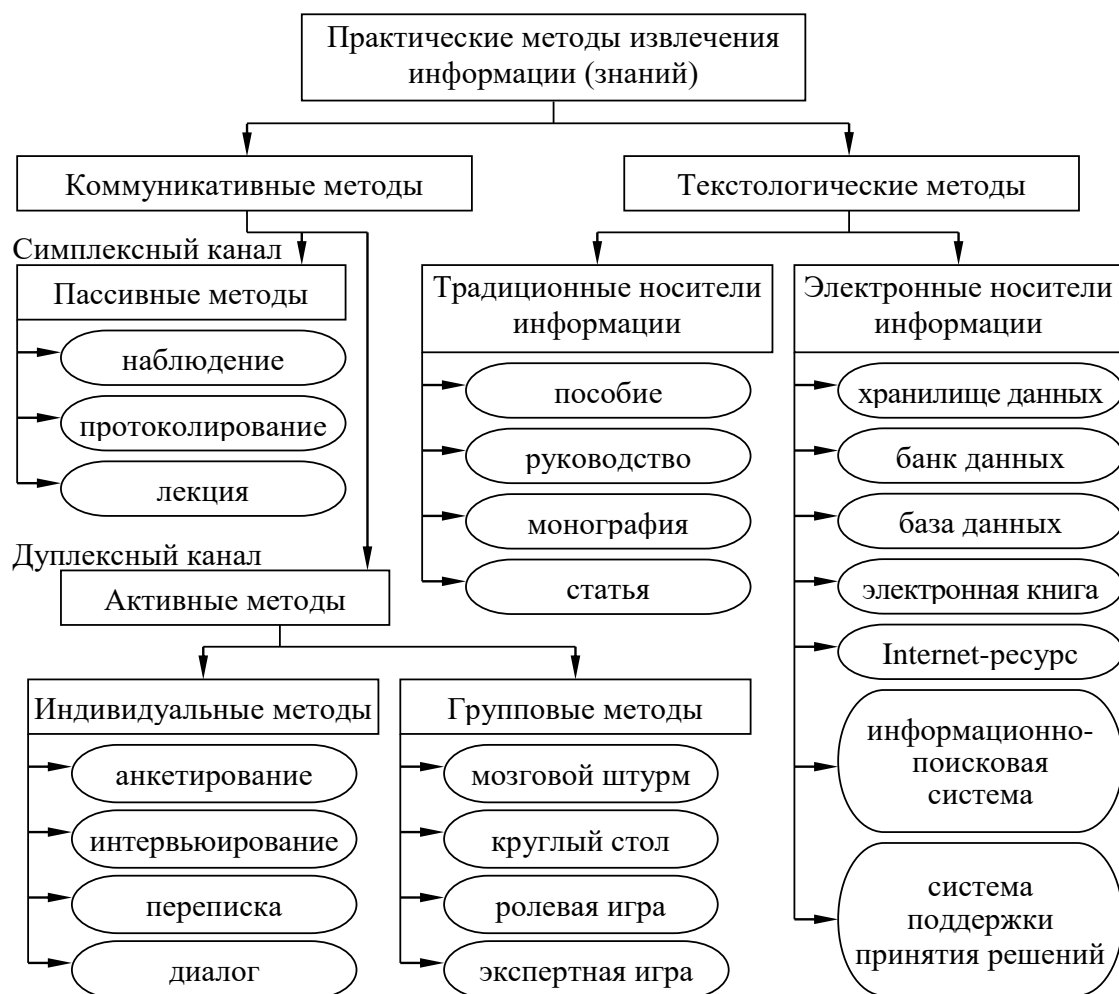 Практические методы извлечения
информации (знаний)
Коммуникативные методы
Текстологические методы
Симплексный канал
Пассивные методы
наблюдение
протоколирование
лекция
Дуплексный канал
Активные методы
Индивидуальные методы
анкетирование
интервьюирование
переписка
диалог
Групповые методы
мозговой штурм
круглый стол
ролевая игра
экспертная игра
Традиционные носители
информации
пособие
руководство
монография
статья
Электронные носители
информации
хранилище данных
банк данных
база данных
электронная книга
Internet-ресурс
информационно-
поисковая
система
система
поддержки
принятия решений